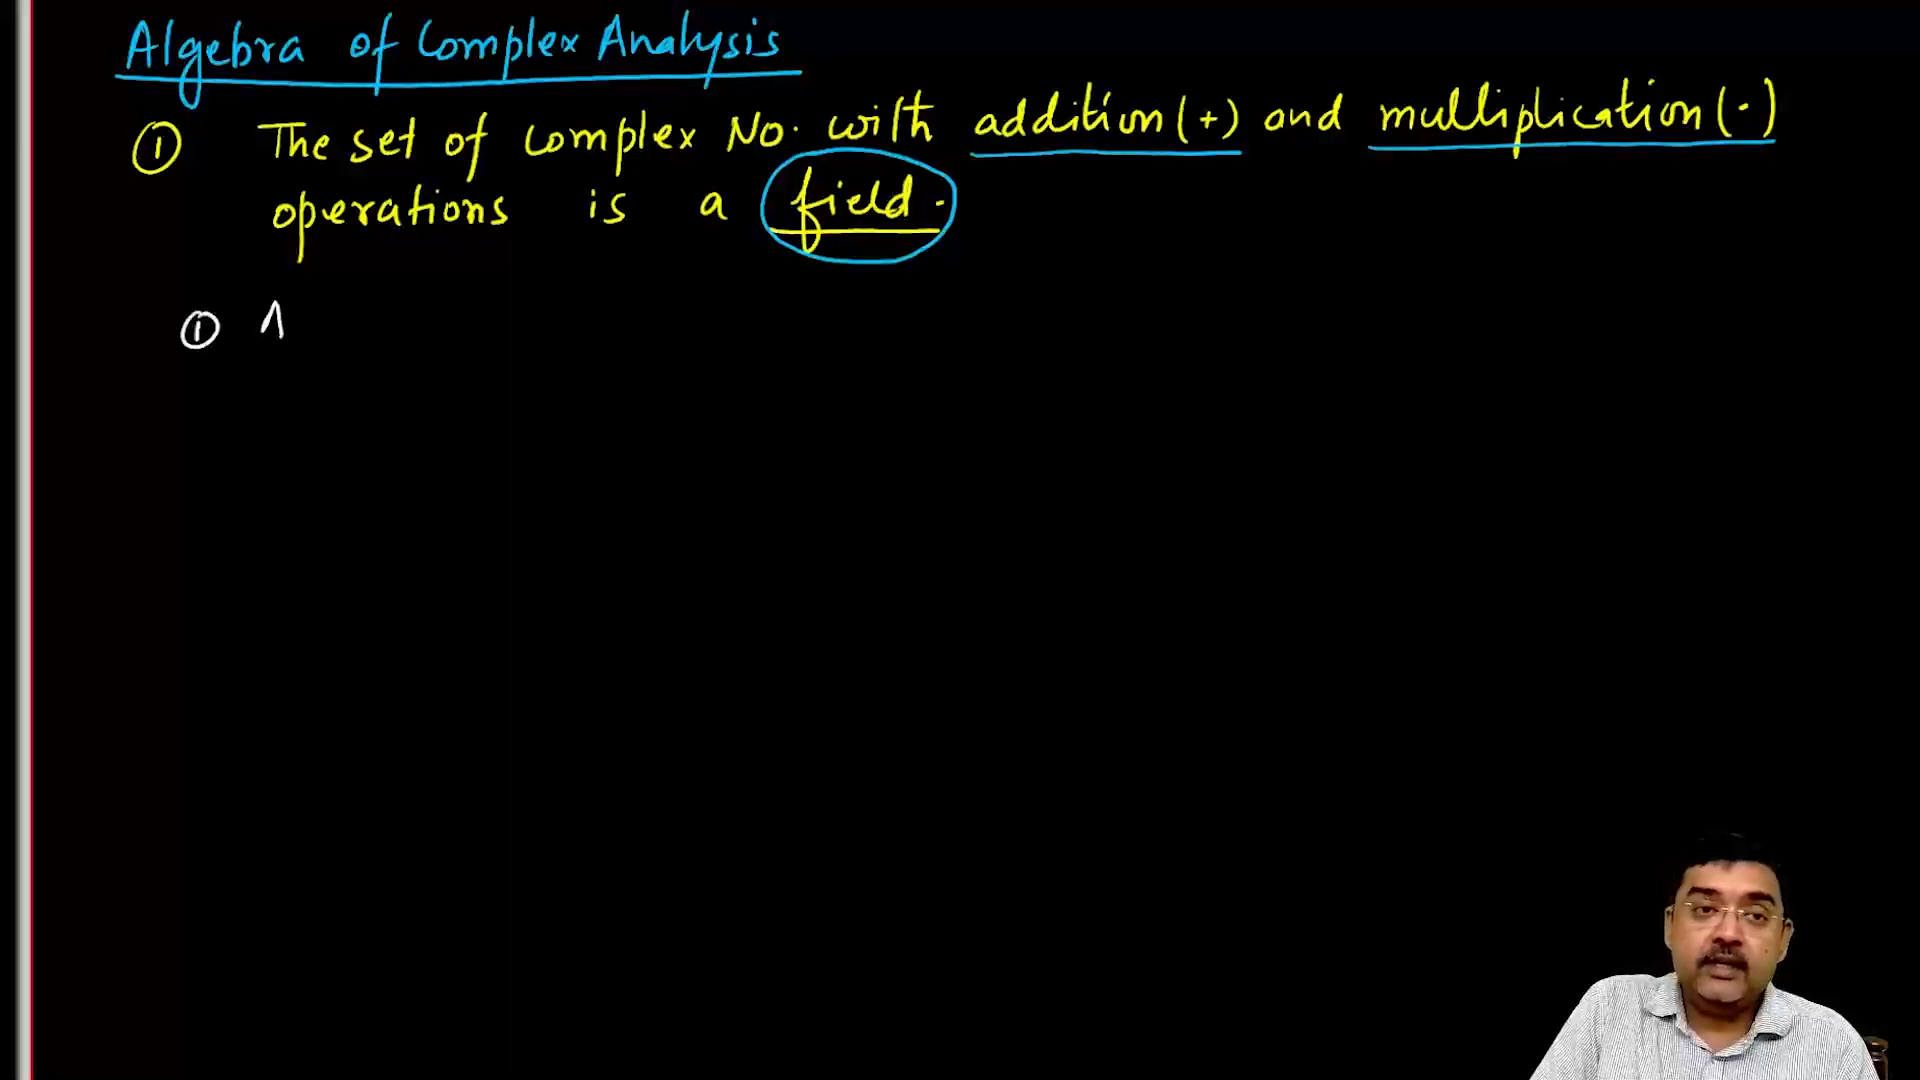 Algebra of Complex Analysis
① The set of complex No. with addition (+) and multiplication (·)
operations is a field.
①